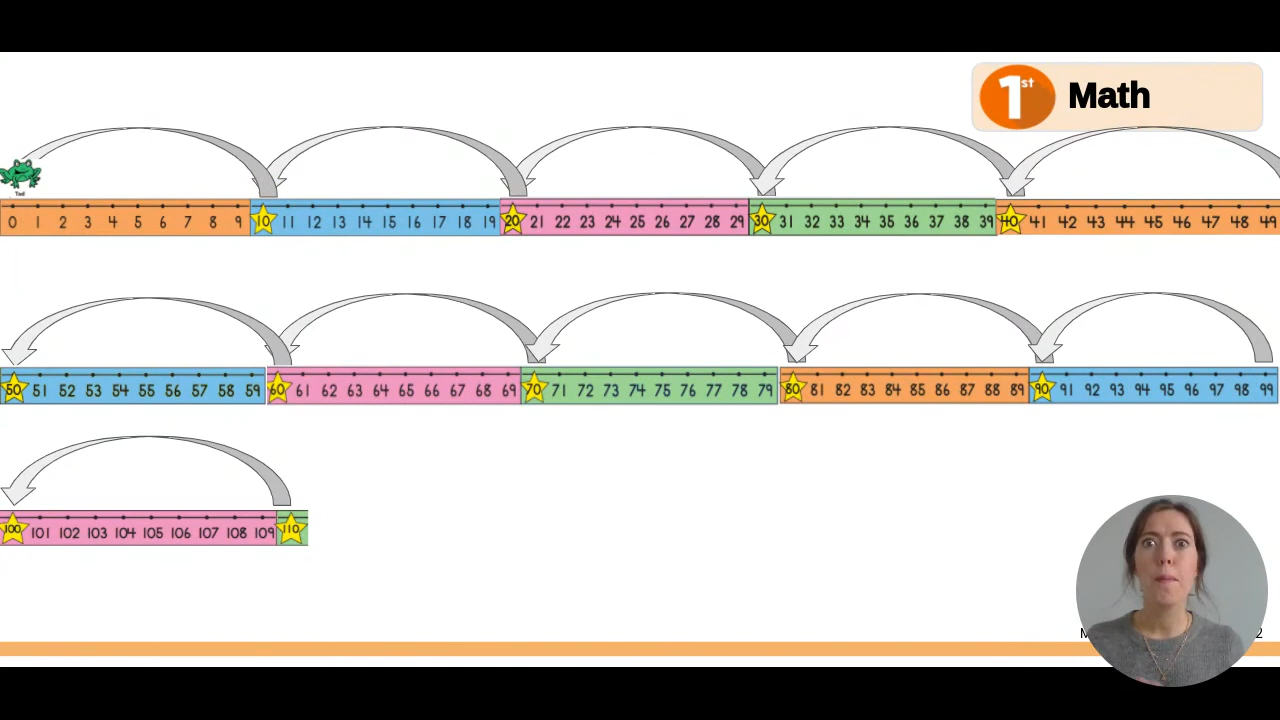 1st Math
Tad
0 1 2 3 4 5 6 7 8 9 10 11 12 13 14 15 16 17 18 19 20 21 22 23 24 25 26 27 28 29 30 31 32 33 34 35 36 37 38 39 40 41 42 43 44 45 46 47 48 49
50 51 52 53 54 55 56 57 58 59 60 61 62 63 64 65 66 67 68 69 70 71 72 73 74 75 76 77 78 79 80 81 82 83 84 85 86 87 88 89 90 91 92 93 94 95 96 97 98 99
100 101 102 103 104 105 106 107 108 109 110